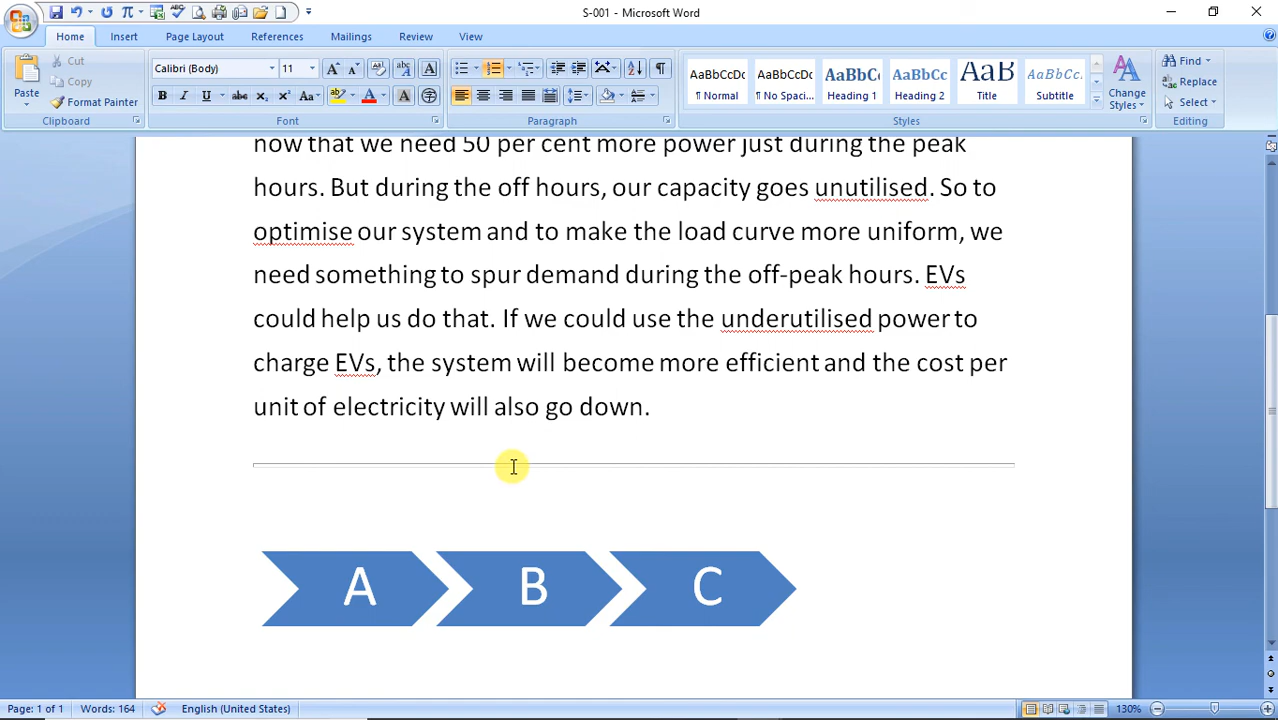 S-001 - Microsoft Word
Home Insert Page Layout References Mailings Review View
Paste
Cut
Copy
Format Painter
Clipboard
Calibri (Body) 11
Font
Paragraph
AaBbCcDc AaBbCcDc AaBbC AaBbCc AaB AaBbCc.
¶ Normal ¶ No Spaci... Heading 1 Heading 2 Title Subtitle
Change Styles
Styles
Find
Replace
Select
Editing
now that we need 50 per cent more power just during the peak
hours. But during the off hours, our capacity goes unutilised. So to
optimise our system and to make the load curve more uniform, we
need something to spur demand during the off-peak hours. EVs
could help us do that. If we could use the underutilised power to
charge EVs, the system will become more efficient and the cost per
unit of electricity will also go down.
A B C
Page: 1 of 1 Words: 164 English (United States) 130%